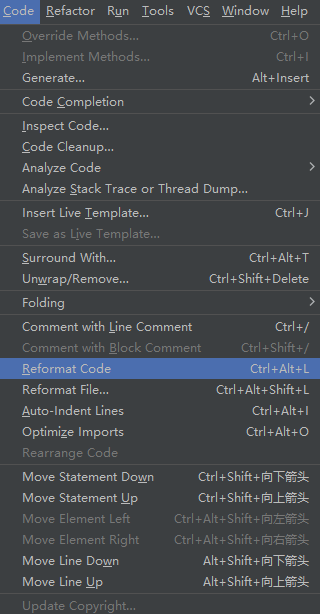 Code Refactor Run Tools VCS Window Help
Override Methods... Ctrl+O
Implement Methods... Ctrl+I
Generate... Alt+Insert
Code Completion
Inspect Code...
Code Cleanup...
Analyze Code
Analyze Stack Trace or Thread Dump...
Insert Live Template... Ctrl+J
Save as Live Template...
Surround With... Ctrl+Alt+T
Unwrap/Remove... Ctrl+Shift+Delete
Folding
Comment with Line Comment Ctrl+/
Comment with Block Comment Ctrl+Shift+/
Reformat Code Ctrl+Alt+L
Reformat File... Ctrl+Alt+Shift+L
Auto-Indent Lines Ctrl+Alt+I
Optimize Imports Ctrl+Alt+O
Rearrange Code
Move Statement Down Ctrl+Shift+向下箭头
Move Statement Up Ctrl+Shift+向上箭头
Move Element Left Ctrl+Alt+Shift+向左箭头
Move Element Right Ctrl+Alt+Shift+向右箭头
Move Line Down Alt+Shift+向下箭头
Move Line Up Alt+Shift+向上箭头
Update Copyright...